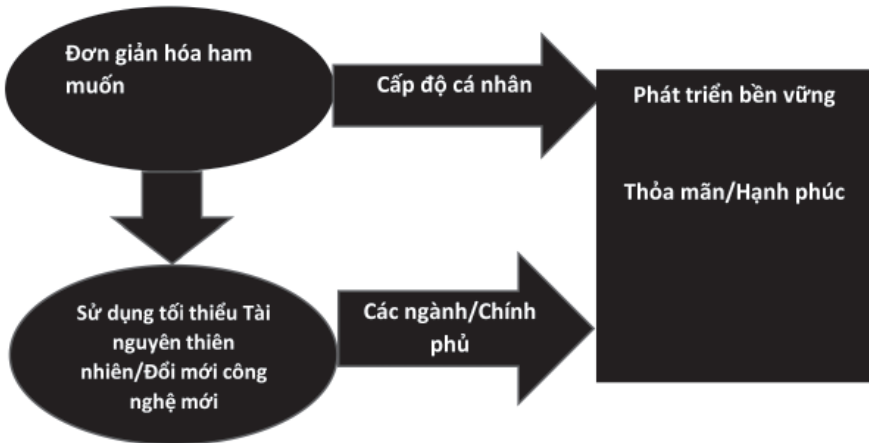 Đơn giản hóa ham
muốn
Cấp độ cá nhân
Phát triển bền vững
Thỏa mãn/Hạnh phúc
Sử dụng tối thiểu Tài
nguyên thiên
nhiên/Đổi mới công
nghệ mới
Các ngành/Chính
phủ